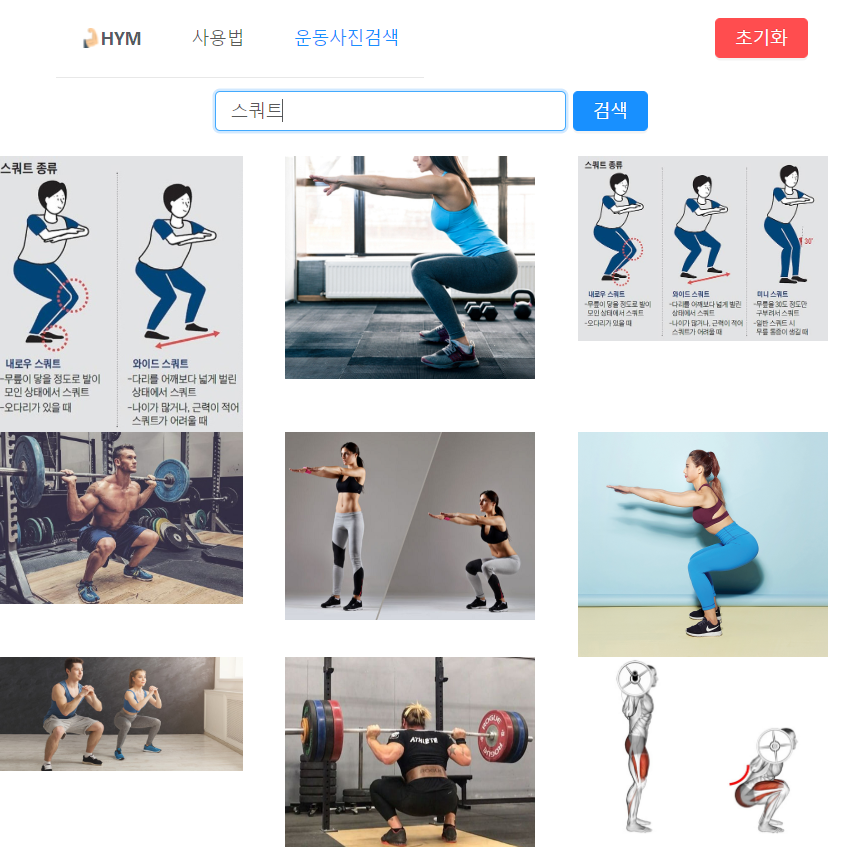 HYM
사용법
운동사진검색
초기화
스쿼트
검색
스쿼트 종류
내로우 스쿼트
-무릎이 닿을 정도로 발이
모인 상태에서 스쿼트
-오다리가 있을 때
와이드 스쿼트
-다리를 어깨보다 넓게 벌린
상태에서 스쿼트
-나이가 많거나, 근력이 적어
스쿼트가 어려울 때
스쿼트 종류
30°
내로우 스쿼트
-무릎이 닿을 정도로 발이
모인 상태에서 스쿼트
-오다리가 있을 때
와이드 스쿼트
-다리를 어깨보다 넓게 벌린
상태에서 스쿼트
-나이가 많거나, 근력이 적어
스쿼트가 어려울 때
미니 스쿼트
-무릎을 30도 정도만
구부려서 스쿼트
-일반 스쿼트 시
무릎 통증이 생길 때
ATHLETE
ROGUE